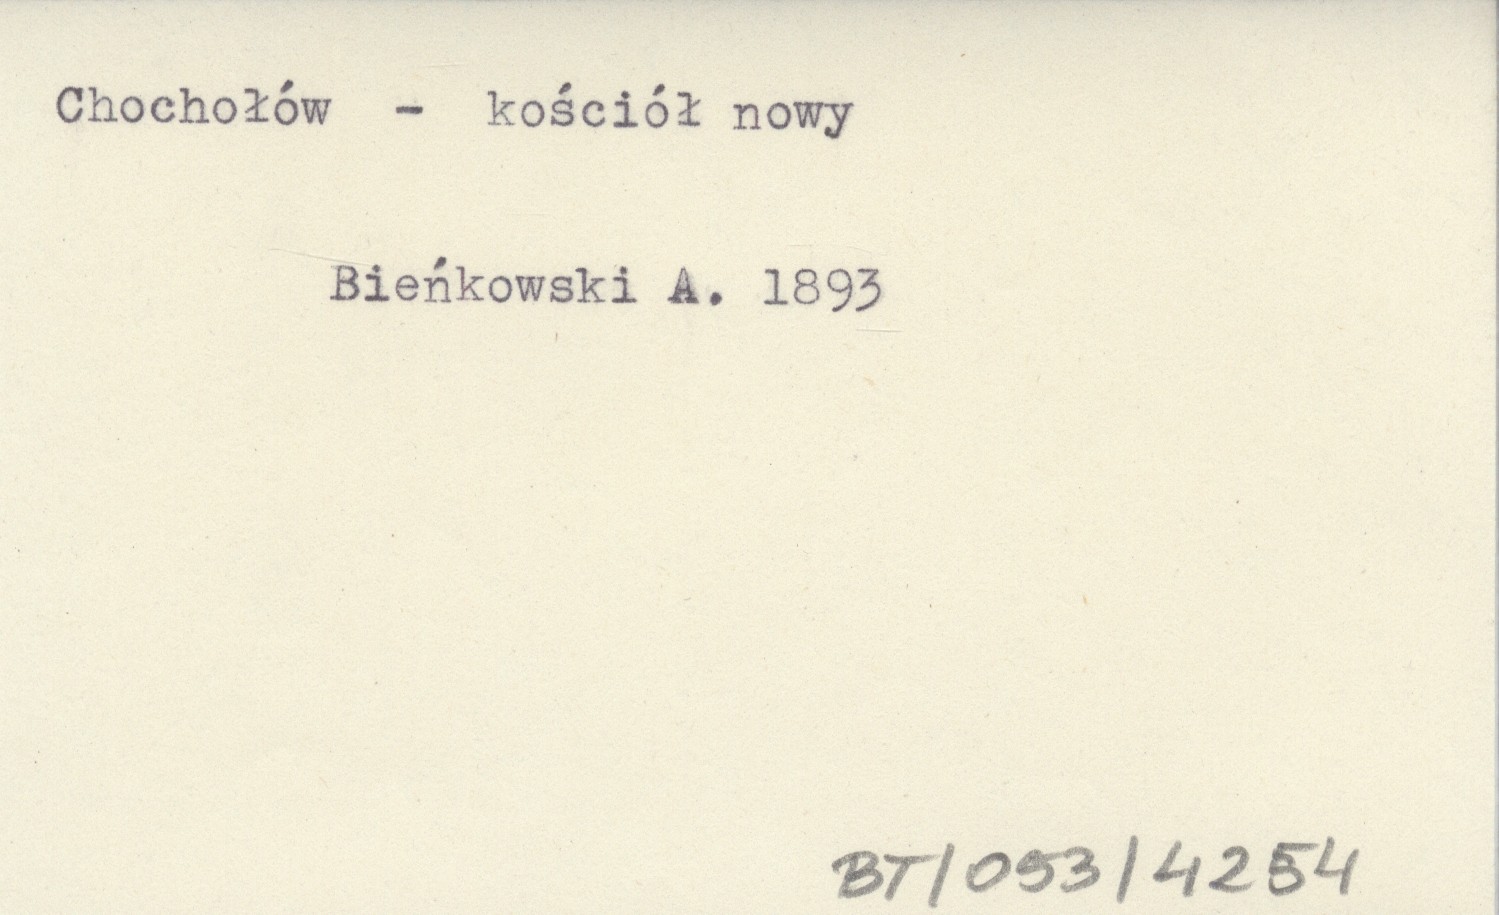 Chochołów - kościół nowy
Bieńkowski A. 1893
BT/053/4254